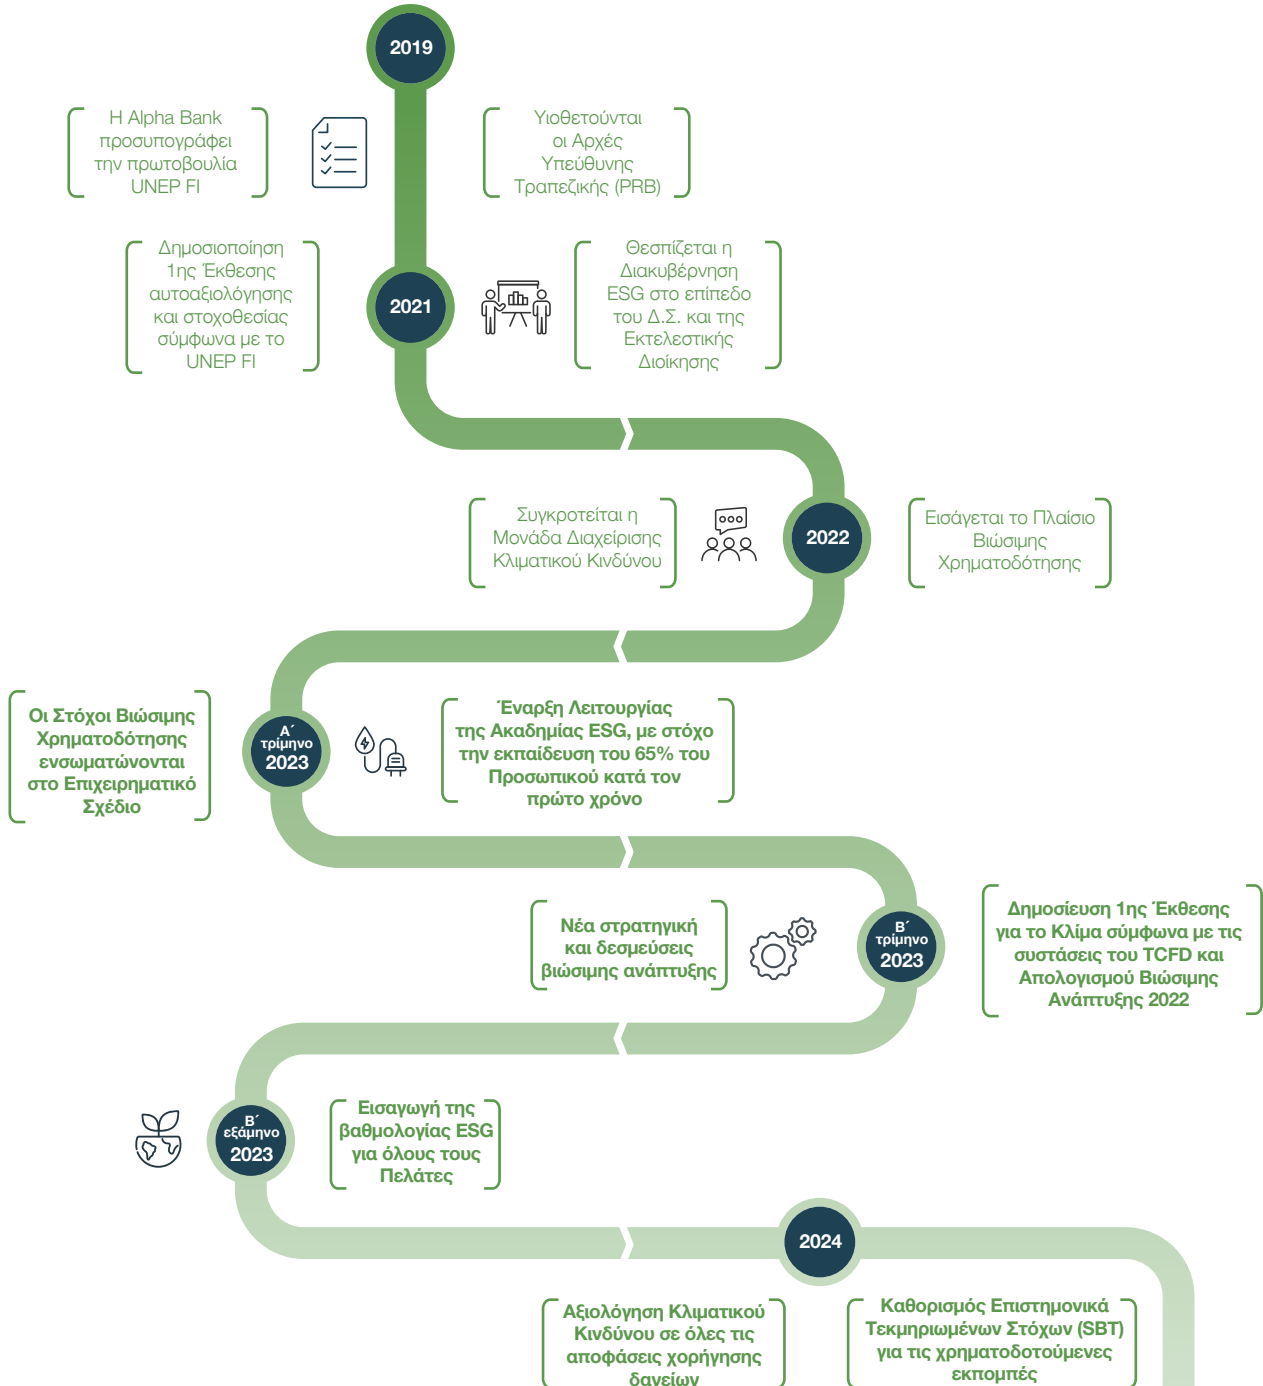 2019
Η Alpha Bank
προσυπογράφει
την πρωτοβουλία
UNEP FI
Υιοθετούνται
οι Αρχές
Υπεύθυνης
Τραπεζικής (PRB)
Δημοσιοποίηση
1ης Έκθεσης
αυτοαξιολόγησης
και στοχοθεσίας
σύμφωνα με το
UNEP FI
2021
Θεσπίζεται η
Διακυβέρνηση
ESG στο επίπεδο
του Δ.Σ. και της
Εκτελεστικής
Διοίκησης
Συγκροτείται η
Μονάδα Διαχείρισης
Κλιματικού Κινδύνου
2022
Εισάγεται το Πλαίσιο
Βιώσιμης
Χρηματοδότησης
Οι Στόχοι Βιώσιμης
Χρηματοδότησης
ενσωματώνονται
στο Επιχειρηματικό
Σχέδιο
Α΄
τρίμηνο
2023
Έναρξη Λειτουργίας
της Ακαδημίας ESG, με στόχο
την εκπαίδευση του 65% του
Προσωπικού κατά τον
πρώτο χρόνο
Νέα στρατηγική
και δεσμεύσεις
βιώσιμης ανάπτυξης
Β΄
τρίμηνο
2023
Δημοσίευση 1ης Έκθεσης
για το Κλίμα σύμφωνα με τις
συστάσεις του TCFD και
Απολογισμού Βιώσιμης
Ανάπτυξης 2022
Β΄
εξάμηνο
2023
Εισαγωγή της
βαθμολογίας ESG
για όλους τους
Πελάτες
2024
Αξιολόγηση Κλιματικού
Κινδύνου σε όλες τις
αποφάσεις χορήγησης
δανείων
Καθορισμός Επιστημονικά
Τεκμηριωμένων Στόχων (SBT)
για τις χρηματοδοτούμενες
εκπομπές